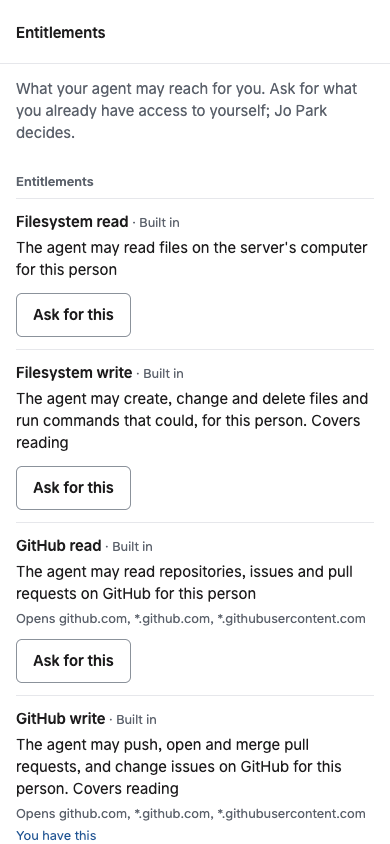 Entitlements
What your agent may reach for you. Ask for what
you already have access to yourself; Jo Park
decides.
Entitlements
Filesystem read · Built in
The agent may read files on the server's computer
for this person
Ask for this
Filesystem write · Built in
The agent may create, change and delete files and
run commands that could, for this person. Covers
reading
Ask for this
GitHub read · Built in
The agent may read repositories, issues and pull
requests on GitHub for this person
Opens github.com, *.github.com, *.githubusercontent.com
Ask for this
GitHub write · Built in
The agent may push, open and merge pull
requests, and change issues on GitHub for this
person. Covers reading
Opens github.com, *.github.com, *.githubusercontent.com
You have this